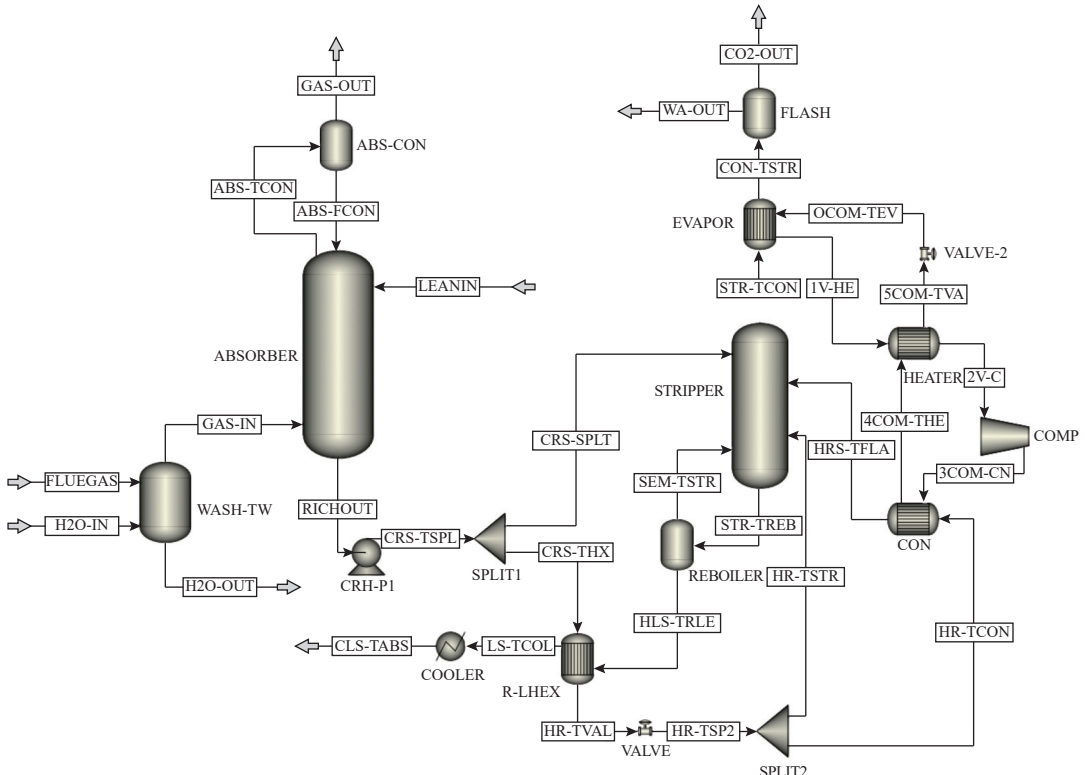 CO2-OUT
GAS-OUT
WA-OUT
FLASH
ABS-CON
CON-TSTR
ABS-TCON
ABS-FCON
EVAPOR
OCOM-TEV
VALVE-2
LEANIN
STR-TCON
1V-HE
5COM-TVA
ABSORBER
HEATER
2V-C
STRIPPER
GAS-IN
4COM-THE
CRS-SPLT
HRS-TFLA
COMP
3COM-CN
FLUEGAS
SEM-TSTR
WASH-TW
RICHOUT
H2O-IN
STR-TREB
CRS-TSPL
CON
CRS-THX
SPLIT1
REBOILER
HR-TSTR
H2O-OUT
CRH-P1
HLS-TRLE
HR-TCON
CLS-TABS
LS-TCOL
COOLER
R-LHEX
HR-TVAL
HR-TSP2
VALVE
SPLIT2